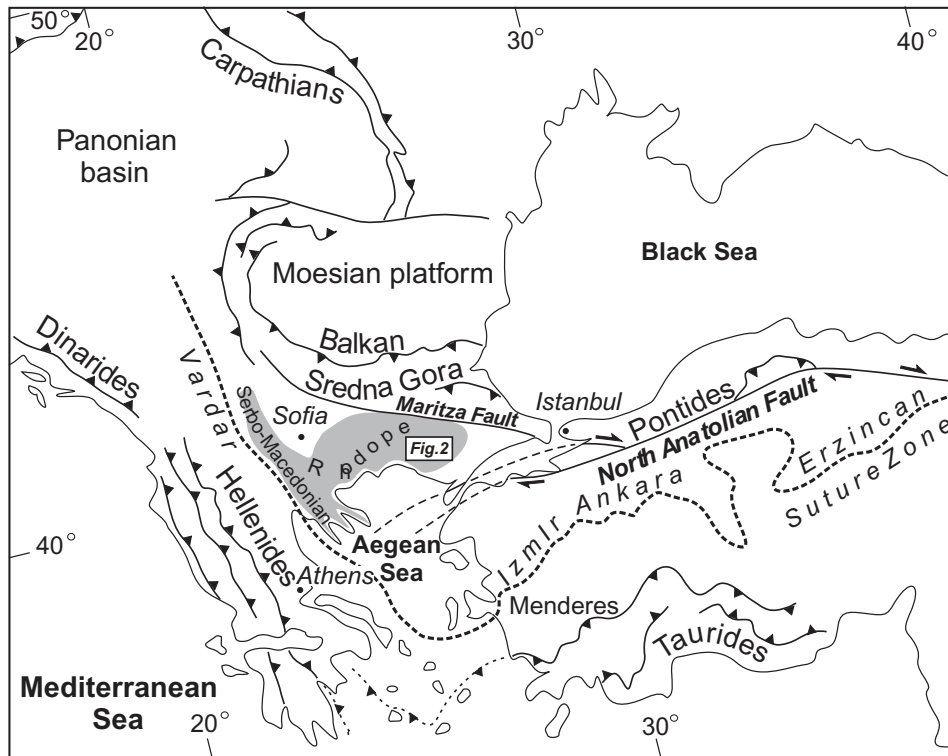 50°
20°
30°
40°
Carpathians
Panonian
basin
Black Sea
Moesian platform
Dinarides
Balkan
Vardar
Sredna Gora
Serbo-Macedonian
Sofia
Maritza Fault
Istanbul
Pontides
Rhodope
Fig.2
North Anatolian Fault
Erzincan
Suture Zone
Hellenides
Izmlr Ankara
40°
Aegean
Sea
Athens
Menderes
Taurides
Mediterranean
Sea
20°
30°